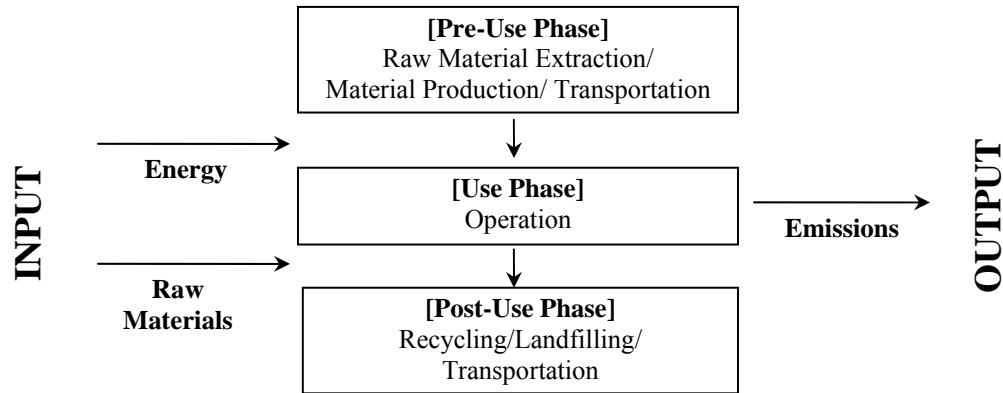 [Pre-Use Phase]
Raw Material Extraction/
Material Production/ Transportation
INPUT
Energy
[Use Phase]
Operation
Emissions
OUTPUT
Raw
Materials
[Post-Use Phase]
Recycling/Landfilling/
Transportation